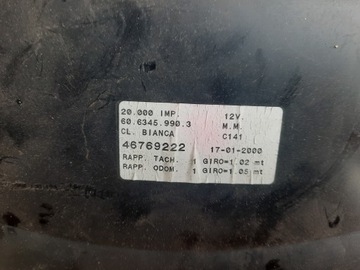 20.000 IMP. 12V.
60.6345.990.3 M.M.
CL. BIANCA C141
46769222 17-01-2000
RAPP. TACH. 1 GIRO=1.02 mt
RAPP. ODOM. 1 GIRO=1.05 mt